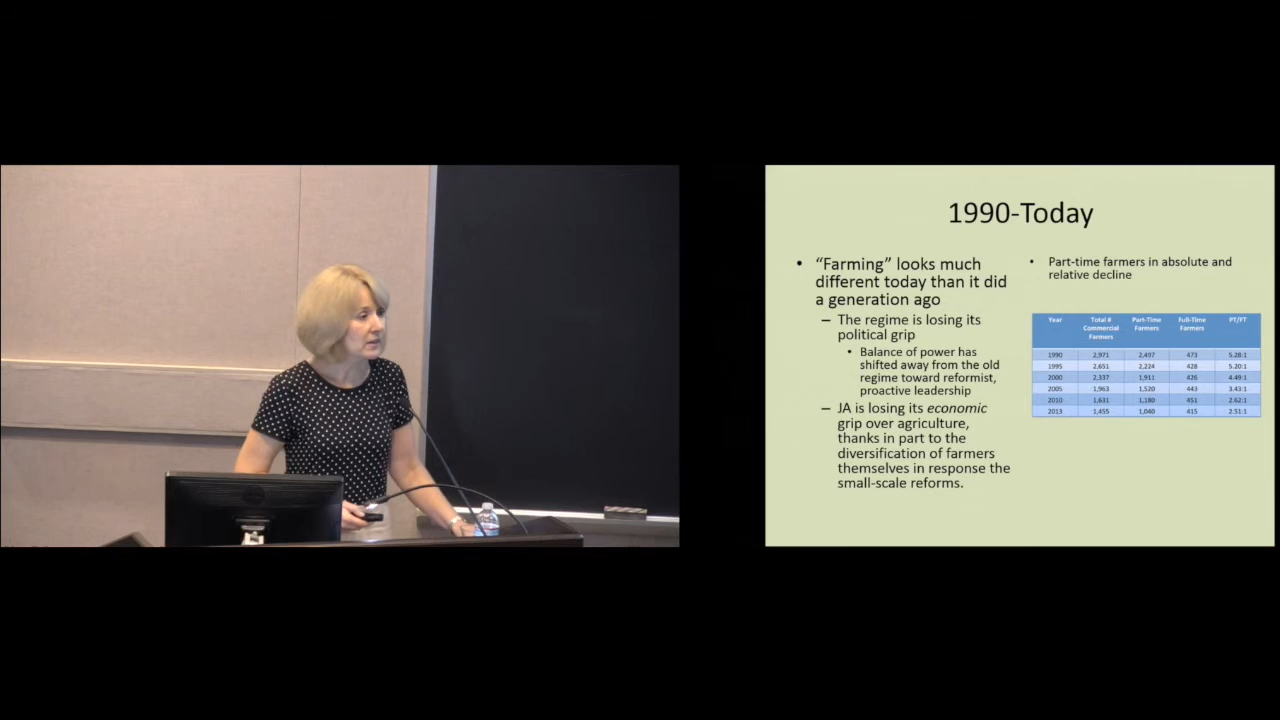 1990-Today
• “Farming” looks much
different today than it did
a generation ago
– The regime is losing its
political grip
• Balance of power has
shifted away from the old
regime toward reformist,
proactive leadership
– JA is losing its economic
grip over agriculture,
thanks in part to the
diversification of farmers
themselves in response the
small-scale reforms.
• Part-time farmers in absolute and
relative decline
Year Total # Commercial Farmers Part-Time Farmers Full-Time Farmers PT/FT
1990 2,971 2,497 473 5.28:1
1995 2,651 2,224 428 5.20:1
2000 2,337 1,911 426 4.49:1
2005 1,963 1,520 443 3.43:1
2010 1,631 1,180 451 2.62:1
2013 1,455 1,040 415 2.51:1